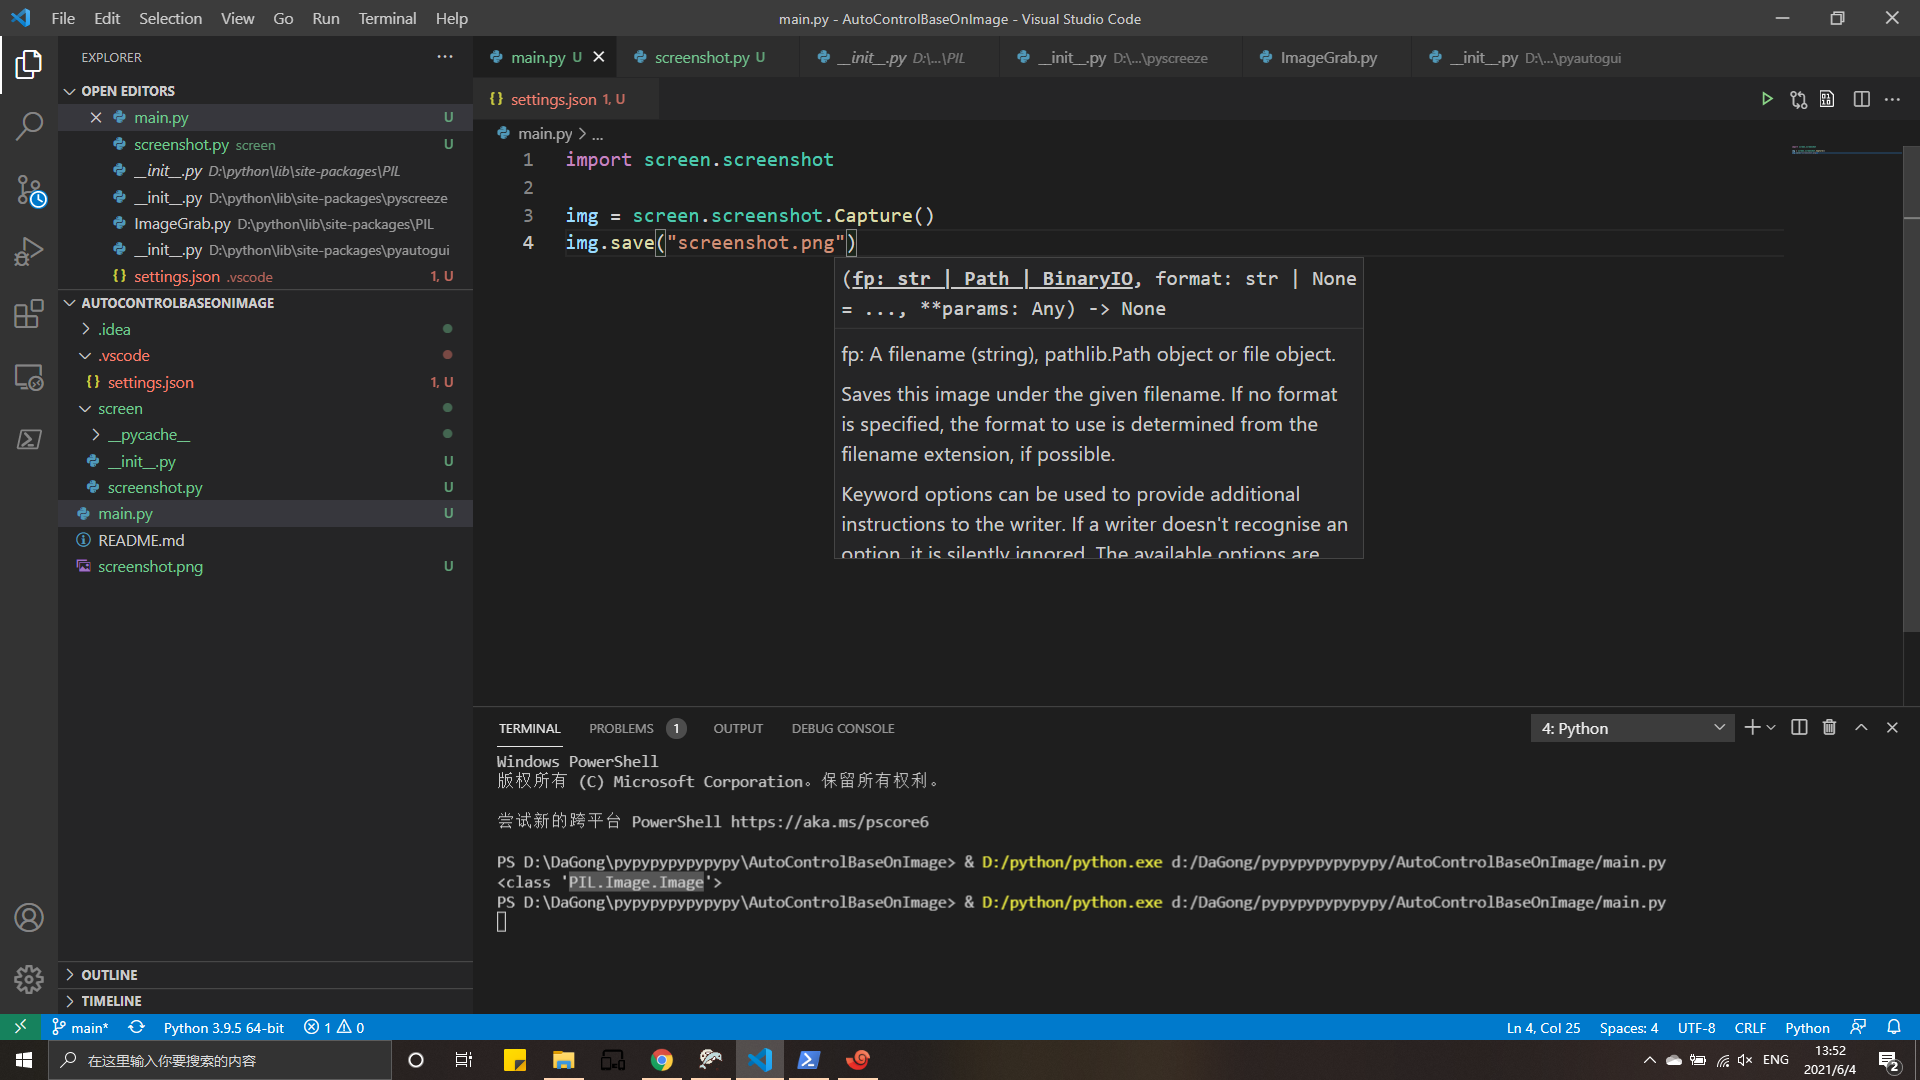 File Edit Selection View Go Run Terminal Help
main.py - AutoControlBaseOnImage - Visual Studio Code
EXPLORER
OPEN EDITORS
main.py U
screenshot.py screen U
__init__.py D:\python\lib\site-packages\PIL
__init__.py D:\python\lib\site-packages\pyscreeze
ImageGrab.py D:\python\lib\site-packages\PIL
__init__.py D:\python\lib\site-packages\pyautogui
{} settings.json .vscode 1, U
AUTOCONTROLBASEONIMAGE
.idea
.vscode
{} settings.json 1, U
screen
__pycache__
__init__.py U
screenshot.py U
main.py U
README.md
screenshot.png U
OUTLINE
TIMELINE
main.py U
screenshot.py U
__init__.py D:\...\PIL
__init__.py D:\...\pyscreeze
ImageGrab.py
__init__.py D:\...\pyautogui
{} settings.json 1, U
main.py > ...
1 import screen.screenshot
2
3 img = screen.screenshot.Capture()
4 img.save("screenshot.png")
(fp: str | Path | BinaryIO, format: str | None
= ..., **params: Any) -> None
fp: A filename (string), pathlib.Path object or file object.
Saves this image under the given filename. If no format
is specified, the format to use is determined from the
filename extension, if possible.
Keyword options can be used to provide additional
instructions to the writer. If a writer doesn't recognise an
option, it is silently ignored. The available options are
TERMINAL PROBLEMS 1 OUTPUT DEBUG CONSOLE
4: Python
Windows PowerShell
版权所有 (C) Microsoft Corporation。保留所有权利。
尝试新的跨平台 PowerShell https://aka.ms/pscore6
PS D:\DaGong\pypypypypypypy\AutoControlBaseOnImage> & D:/python/python.exe d:/DaGong/pypypypypypypy/AutoControlBaseOnImage/main.py
<class 'PIL.Image.Image'>
PS D:\DaGong\pypypypypypypy\AutoControlBaseOnImage> & D:/python/python.exe d:/DaGong/pypypypypypypy/AutoControlBaseOnImage/main.py
main* Python 3.9.5 64-bit 1 0
Ln 4, Col 25 Spaces: 4 UTF-8 CRLF Python
在这里输入你要搜索的内容
ENG
13:52
2021/6/4
2